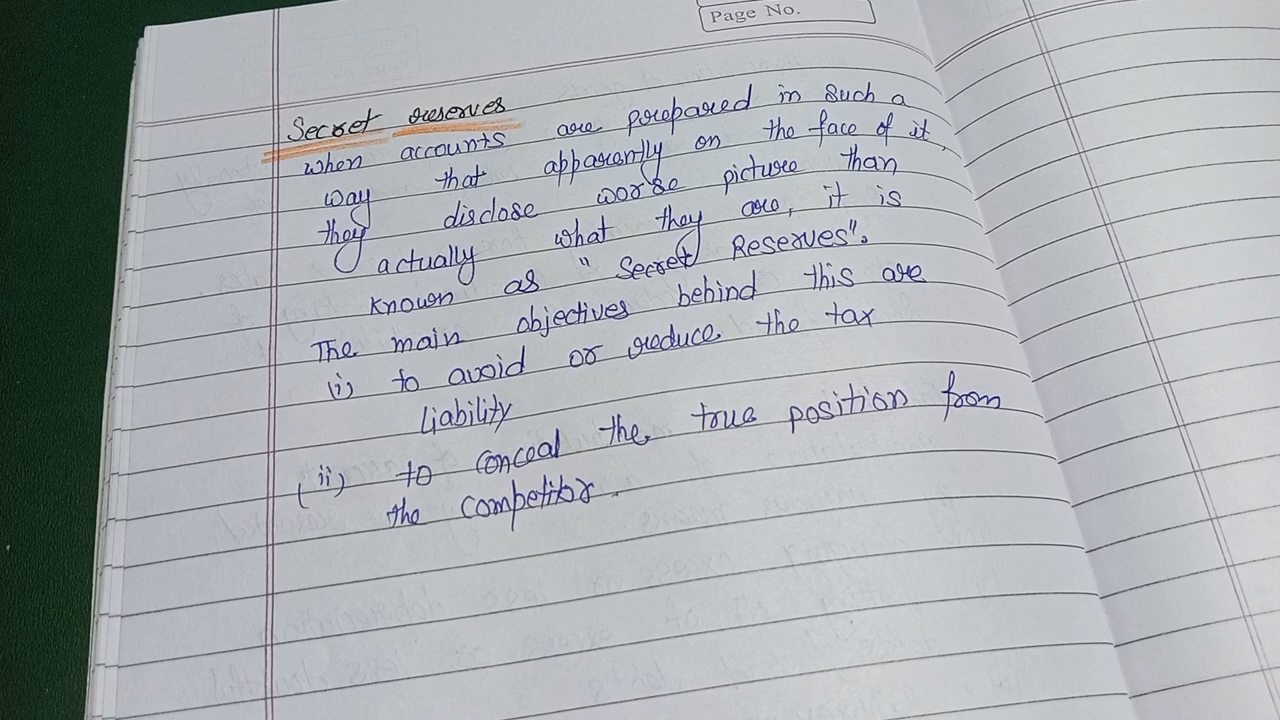 Page No.
Secret reserves
when accounts are prepared in such a
way that apparently on the face of it,
they disclose worse picture than
actually what they are, it is
known as "Secret Reserves".
The main objectives behind this are
(i) to avoid or reduce the tax
liability
(ii) to conceal the true position from
the competitor.